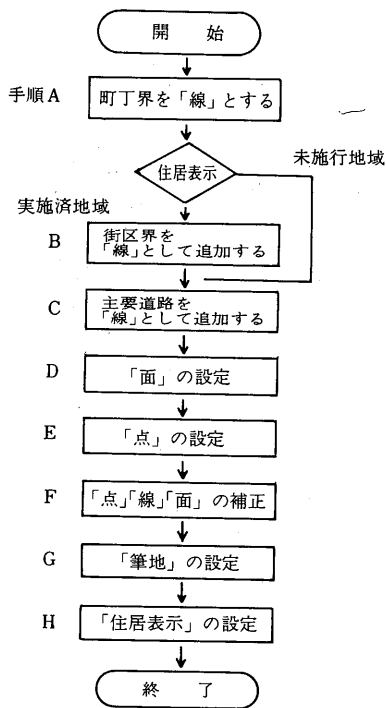 開　始
手順A
町丁界を「線」とする
住居表示
未施行地域
実施済地域
B
街区界を
「線」として追加する
C
主要道路を
「線」として追加する
D
「面」の設定
E
「点」の設定
F
「点」「線」「面」の補正
G
「筆地」の設定
H
「住居表示」の設定
終　了